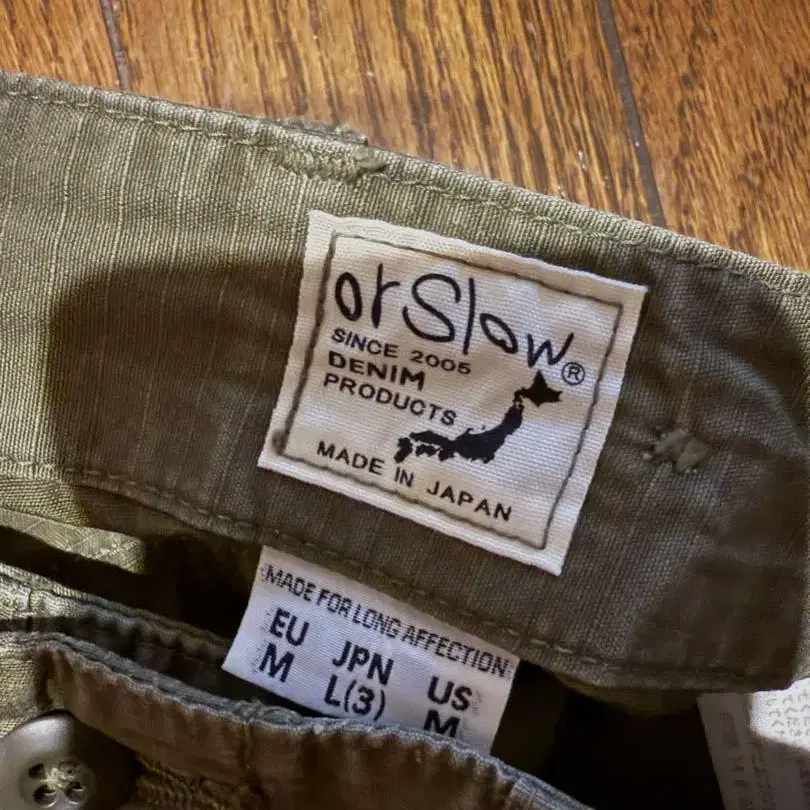 orSlow®
SINCE 2005
DENIM
PRODUCTS
MADE IN JAPAN
MADE FOR LONG AFFECTION
EU JPN US
M L(3) M